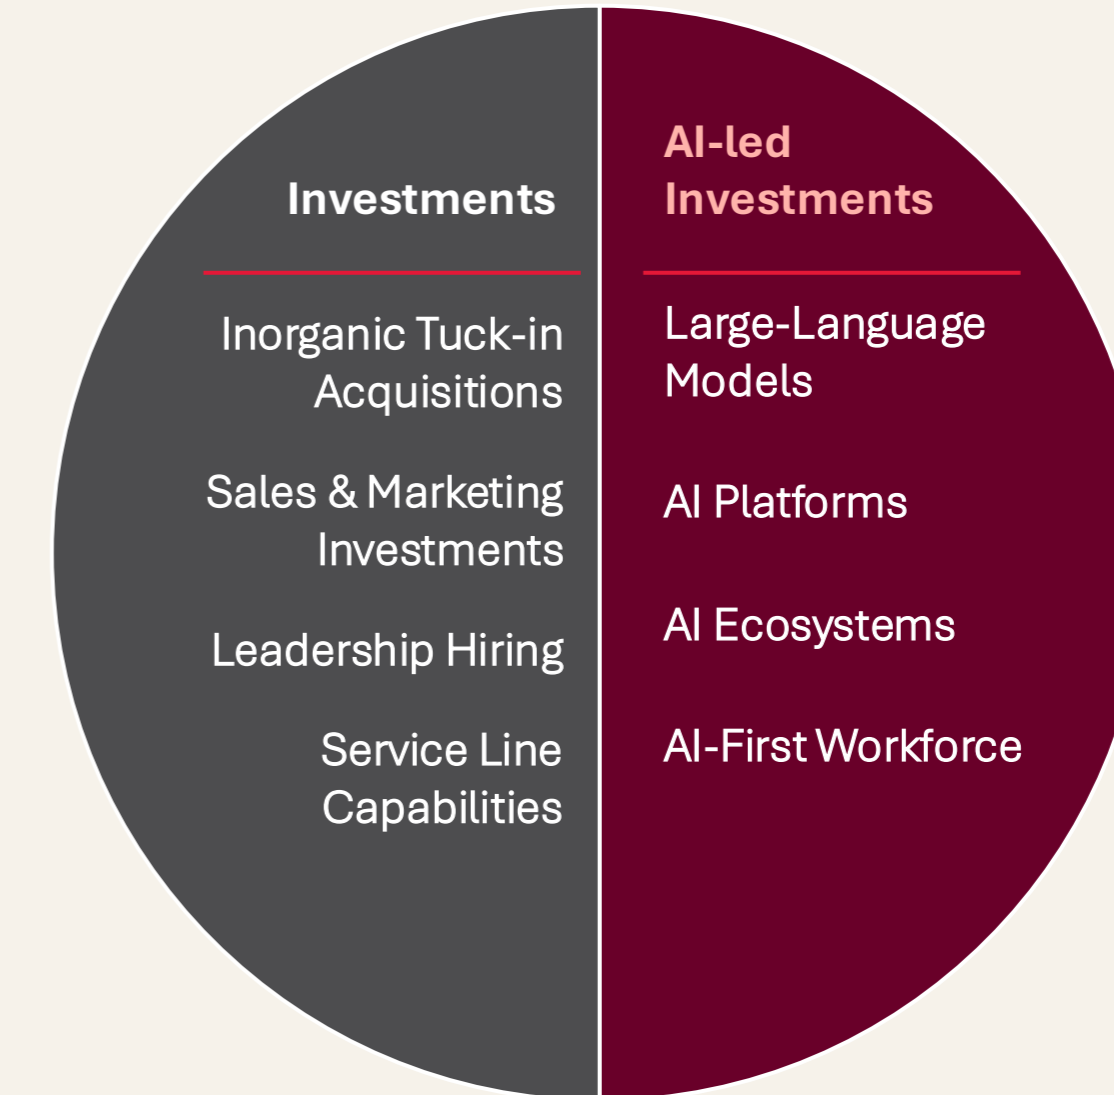 Investments
Inorganic Tuck-in
Acquisitions
Sales & Marketing
Investments
Leadership Hiring
Service Line
Capabilities
AI-led
Investments
Large-Language
Models
AI Platforms
AI Ecosystems
AI-First Workforce